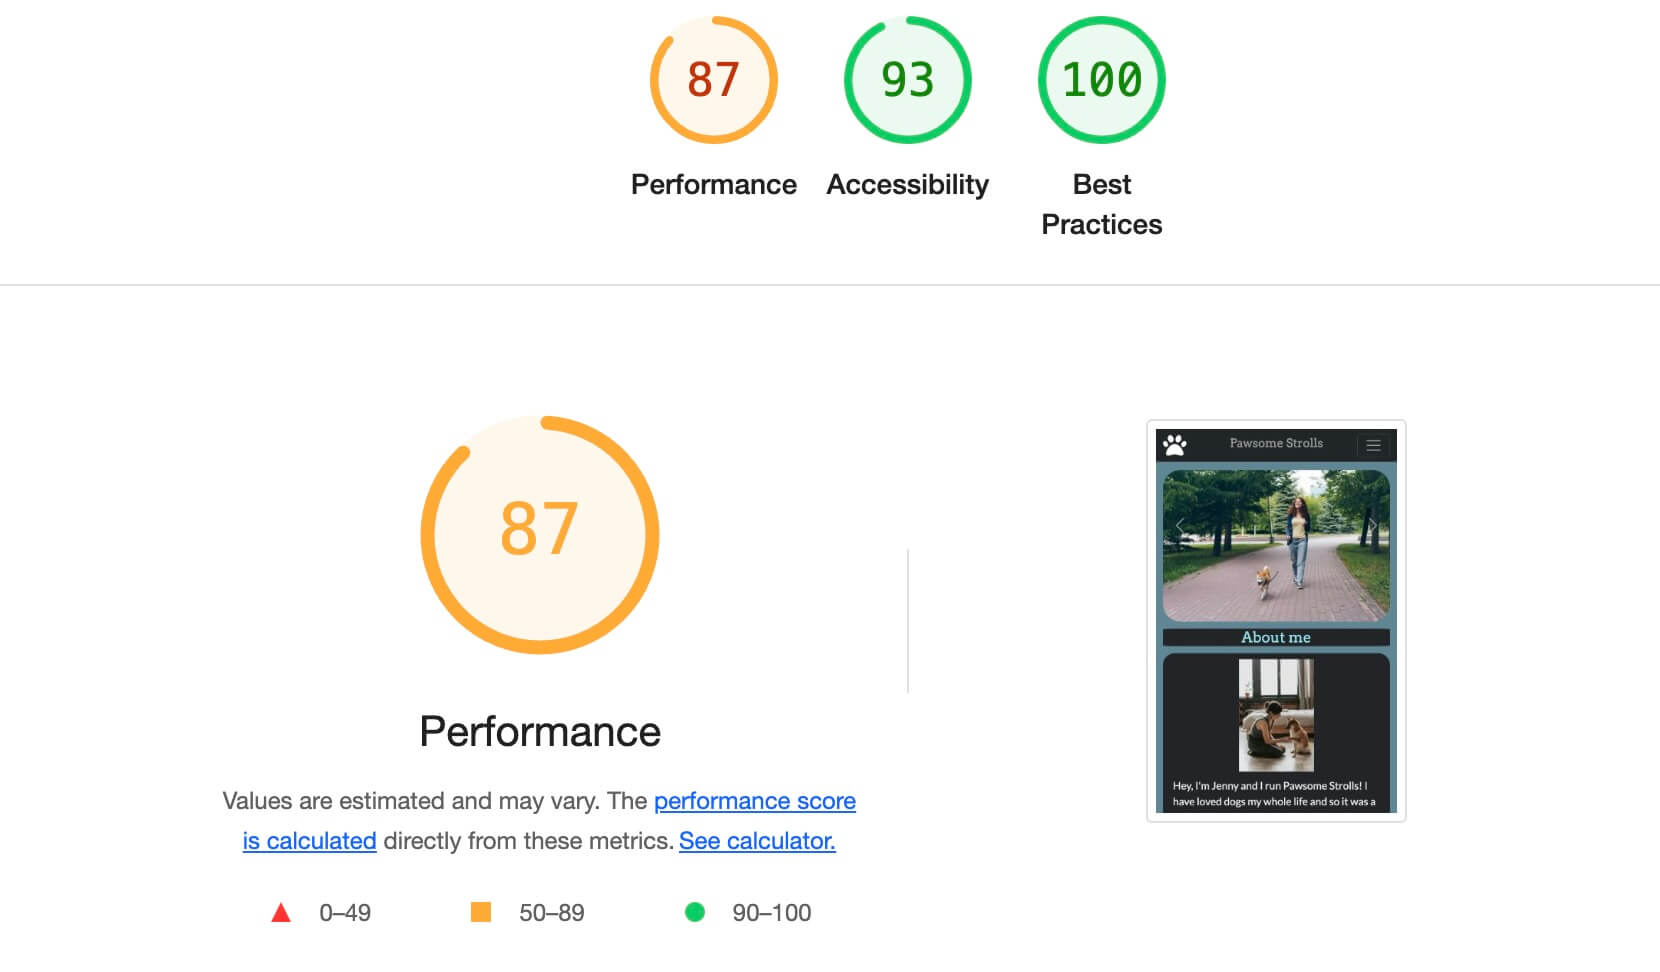 87
93
100
Performance
Accessibility
Best
Practices
87
Performance
Values are estimated and may vary. The performance score
is calculated directly from these metrics. See calculator.
0–49
50–89
90–100
Pawsome Strolls
About me
Hey, I'm Jenny and I run Pawsome Strolls! I
have loved dogs my whole life and so it was a